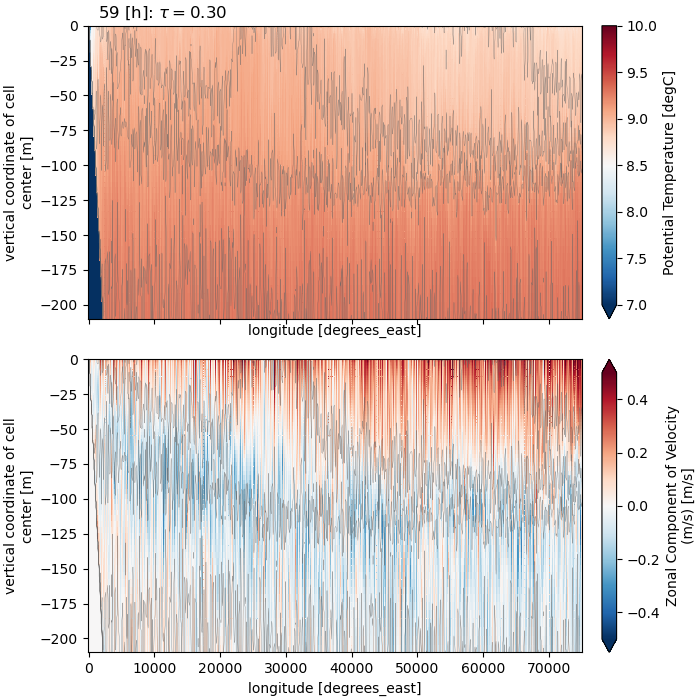 59 [h]: τ = 0.30
0
−25
−50
−75
−100
−125
−150
−175
−200
vertical coordinate of cell
center [m]
longitude [degrees_east]
10.0
9.5
9.0
8.5
8.0
7.5
7.0
Potential Temperature [degC]
0
−25
−50
−75
−100
−125
−150
−175
−200
vertical coordinate of cell
center [m]
0 10000 20000 30000 40000 50000 60000 70000
longitude [degrees_east]
0.4
0.2
0.0
−0.2
−0.4
Zonal Component of Velocity
(m/s) [m/s]